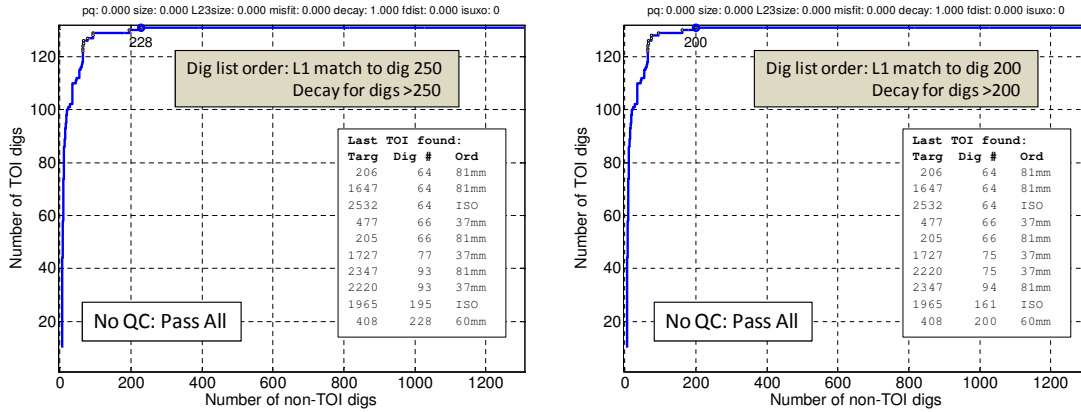 pq: 0.000 size: 0.000 L23size: 0.000 misfit: 0.000 decay: 1.000 fdist: 0.000 isuxo: 0
228
Dig list order: L1 match to dig 250
Decay for digs >250
Last TOI found:
Targ Dig # Ord
206 64 81mm
1647 64 81mm
2532 64 ISO
477 66 37mm
205 66 81mm
1727 77 37mm
2347 93 81mm
2220 93 37mm
1965 195 ISO
408 228 60mm
No QC: Pass All
Number of TOI digs
120
100
80
60
40
20
0 200 400 600 800 1000 1200
Number of non-TOI digs
pq: 0.000 size: 0.000 L23size: 0.000 misfit: 0.000 decay: 1.000 fdist: 0.000 isuxo: 0
200
Dig list order: L1 match to dig 200
Decay for digs >200
Last TOI found:
Targ Dig # Ord
206 64 81mm
1647 64 81mm
2532 64 ISO
477 66 37mm
205 66 81mm
1727 75 37mm
2220 75 37mm
2347 94 81mm
1965 161 ISO
408 200 60mm
No QC: Pass All
Number of TOI digs
120
100
80
60
40
20
0 200 400 600 800 1000 1200
Number of non-TOI digs